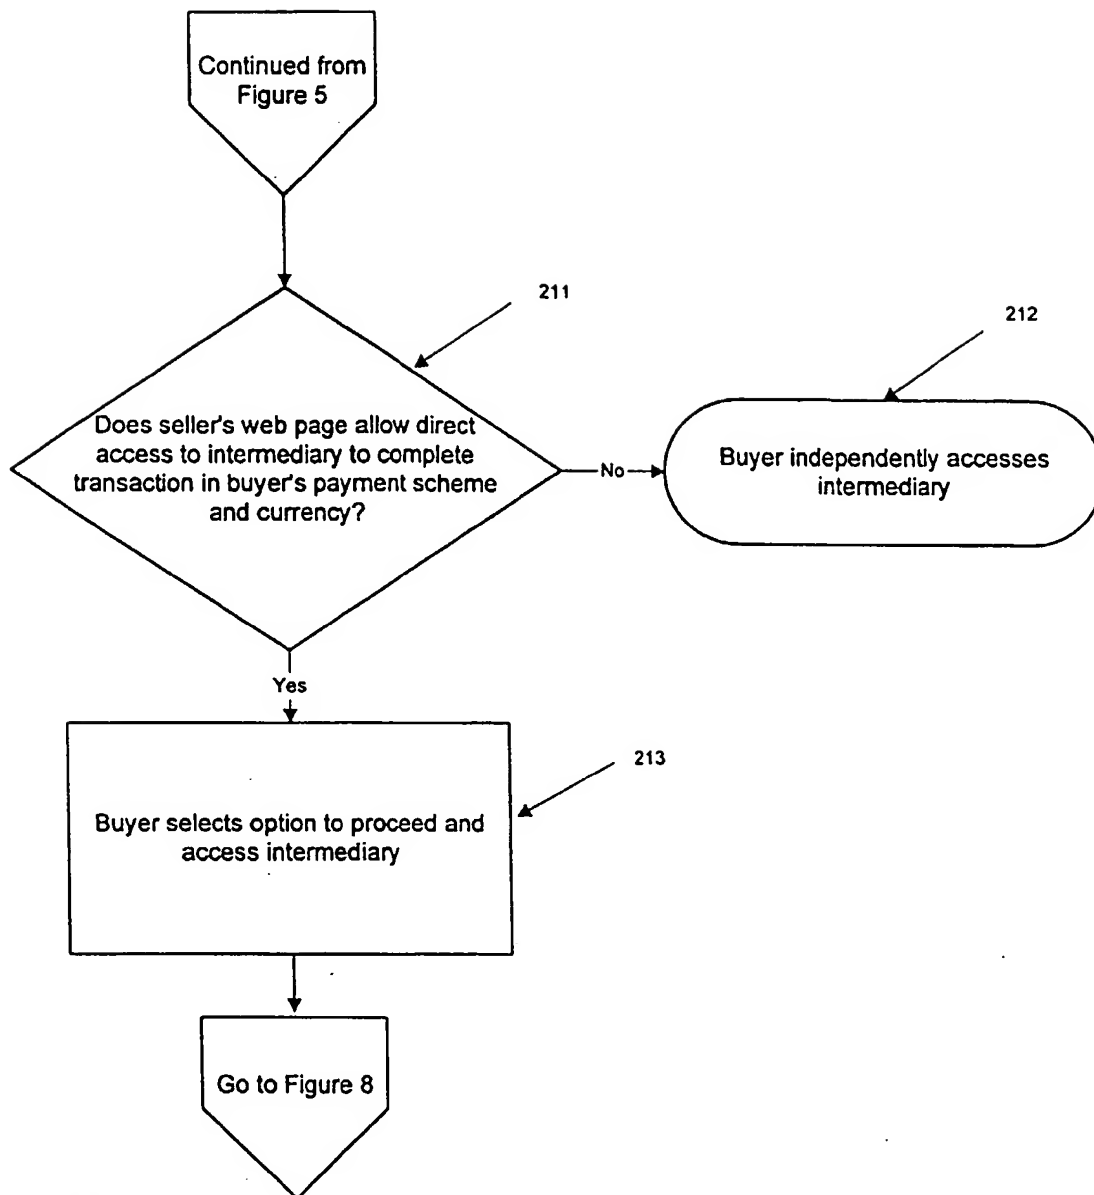 Continued from
Figure 5
211
212
Does seller's web page allow direct
access to intermediary to complete
transaction in buyer's payment scheme
and currency?
No
Buyer independently accesses
intermediary
Yes
213
Buyer selects option to proceed and
access intermediary
Go to Figure 8